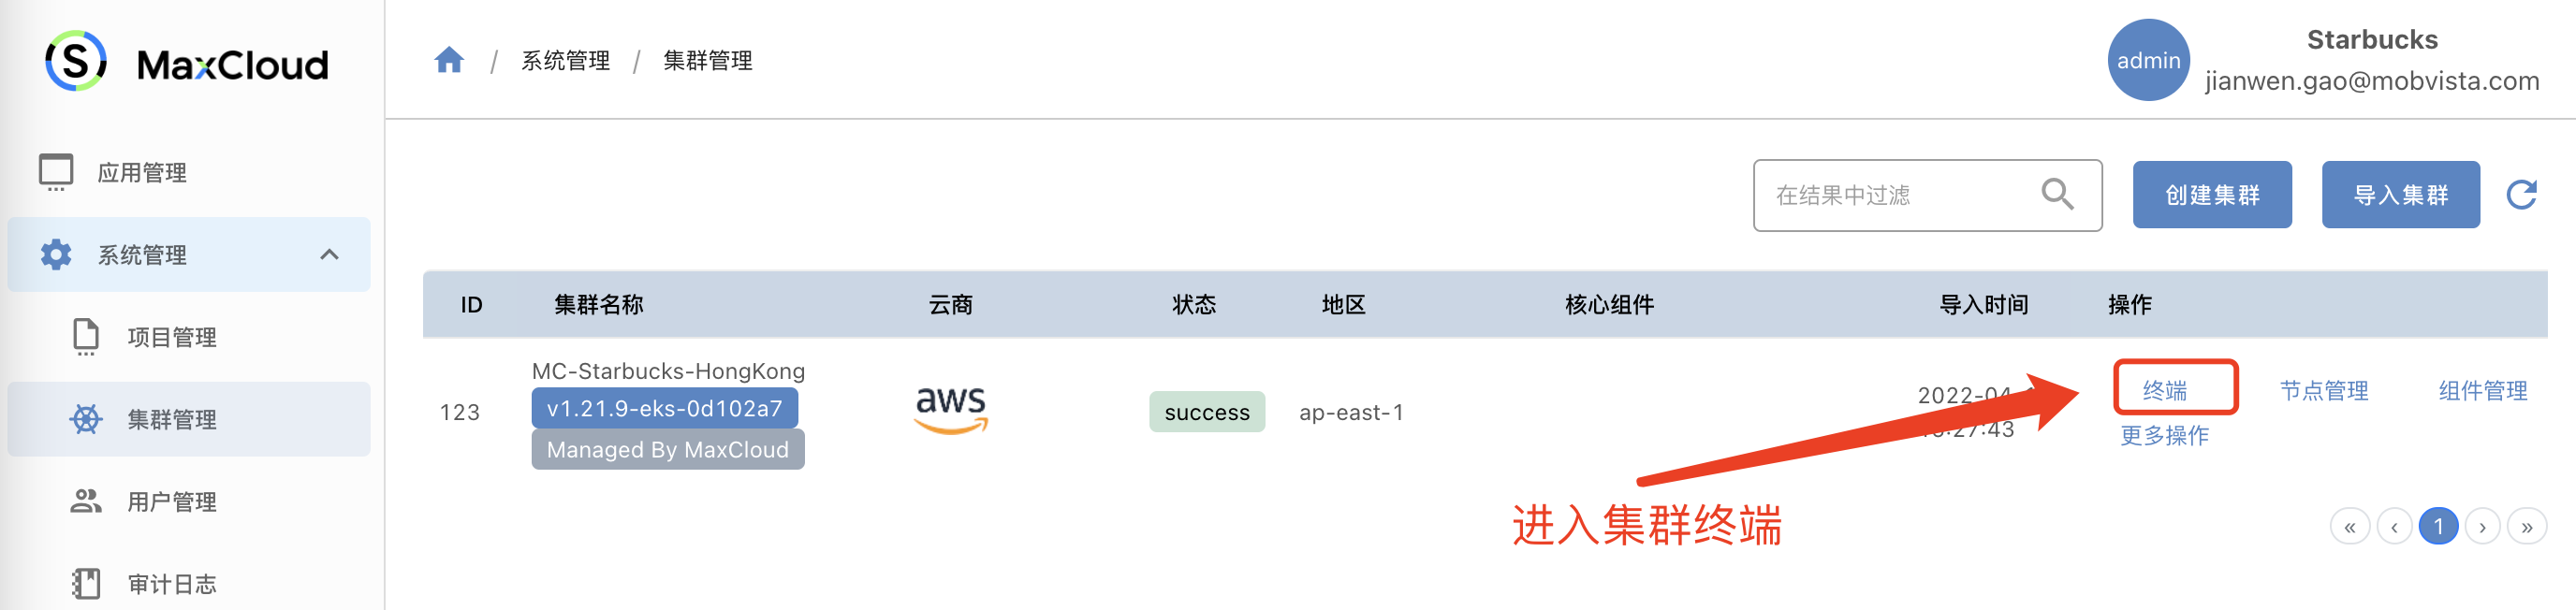 MaxCloud
应用管理
系统管理
项目管理
集群管理
用户管理
审计日志
/ 系统管理 / 集群管理
admin
Starbucks
jianwen.gao@mobvista.com
在结果中过滤
创建集群
导入集群
ID 集群名称 云商 状态 地区 核心组件 导入时间 操作
MC-Starbucks-HongKong
123
v1.21.9-eks-0d102a7
Managed By MaxCloud
aws
success
ap-east-1
2022-04
:27:43
终端 节点管理 组件管理
更多操作
进入集群终端
« ‹ 1 › »